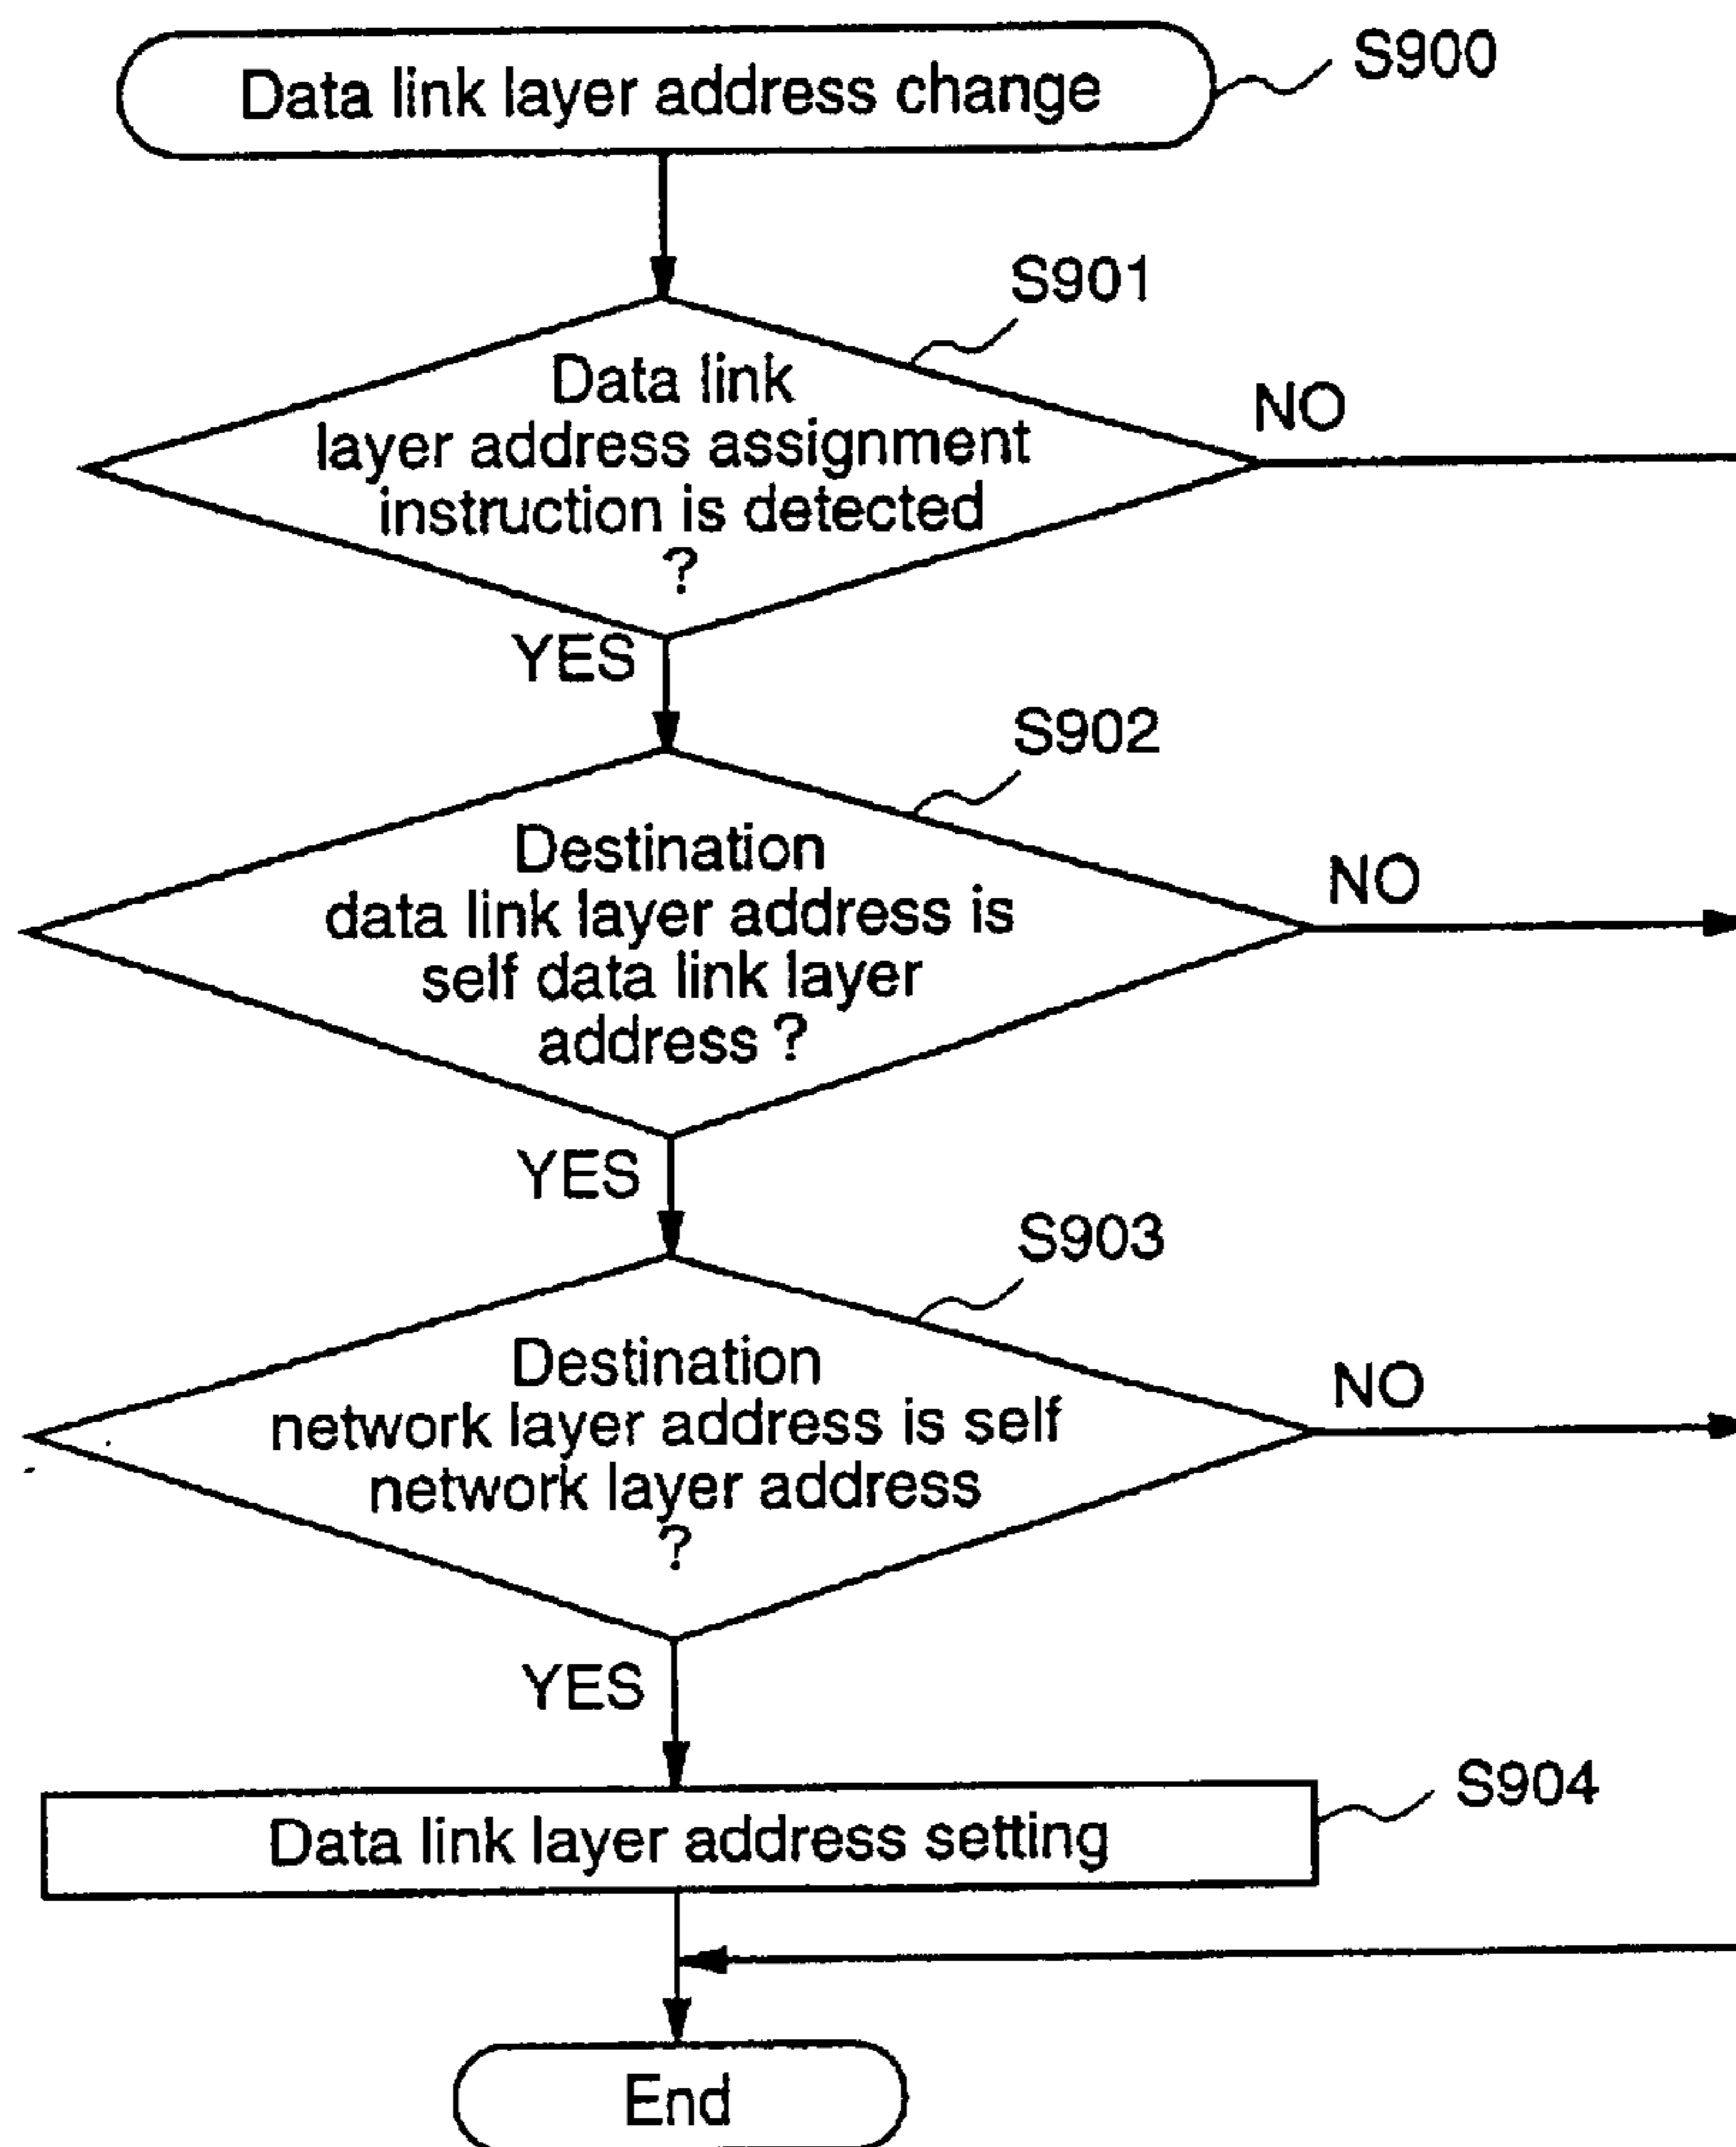 Data link layer address change
S900
S901
Data link
layer address assignment
instruction is detected
?
NO
YES
S902
Destination
data link layer address is
self data link layer
address ?
NO
YES
S903
Destination
network layer address is self
network layer address
?
NO
YES
S904
Data link layer address setting
End